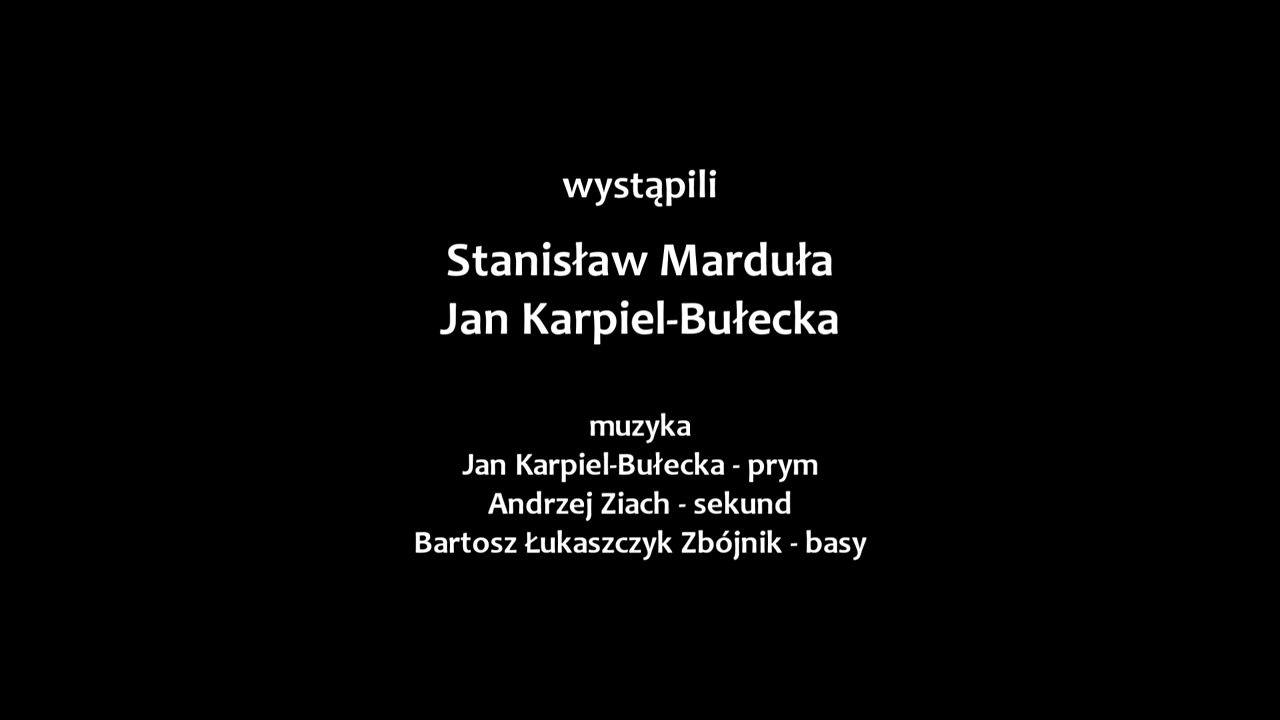 wystąpili
Stanisław Marduła
Jan Karpiel-Bułecka
muzyka
Jan Karpiel-Bułecka - prym
Andrzej Ziach - sekund
Bartosz Łukaszczyk Zbójnik - basy